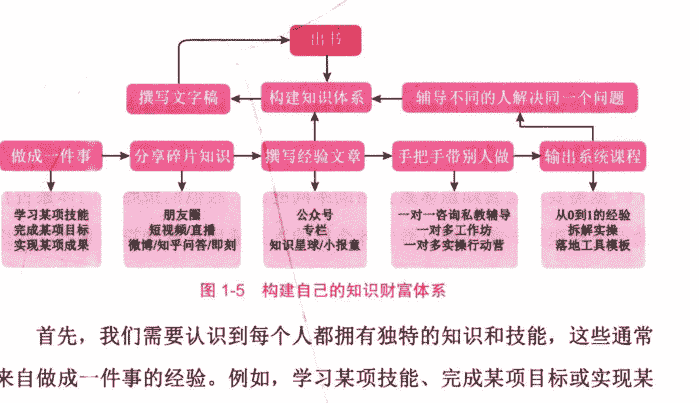 出书
撰写文字稿
构建知识体系
辅导不同的人解决同一个问题
做成一件事
分享碎片知识
撰写经验文章
手把手带别人做
输出系统课程
学习某项技能
完成某项目标
实现某项成果
朋友圈
短视频/直播
微博/知乎问答/即刻
公众号
专栏
知识星球/小报童
一对一咨询私教辅导
一对多工作坊
一对多实操行动营
从0到1的经验
拆解实操
落地工具模板
图 1-5 构建自己的知识财富体系
首先，我们需要认识到每个人都拥有独特的知识和技能，这些通常
来自做成一件事的经验。例如，学习某项技能、完成某项目标或实现某